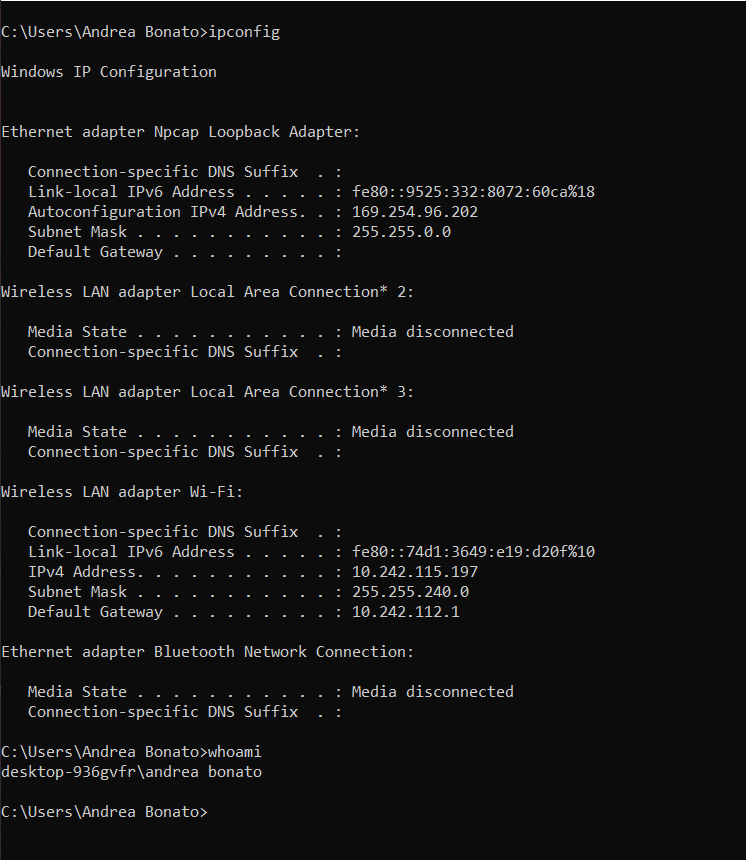 C:\Users\Andrea Bonato>ipconfig
Windows IP Configuration
Ethernet adapter Npcap Loopback Adapter:
Connection-specific DNS Suffix  . :
Link-local IPv6 Address . . . . . : fe80::9525:332:8072:60ca%18
Autoconfiguration IPv4 Address. . : 169.254.96.202
Subnet Mask . . . . . . . . . . . : 255.255.0.0
Default Gateway . . . . . . . . . :
Wireless LAN adapter Local Area Connection* 2:
Media State . . . . . . . . . . . : Media disconnected
Connection-specific DNS Suffix  . :
Wireless LAN adapter Local Area Connection* 3:
Media State . . . . . . . . . . . : Media disconnected
Connection-specific DNS Suffix  . :
Wireless LAN adapter Wi-Fi:
Connection-specific DNS Suffix  . :
Link-local IPv6 Address . . . . . : fe80::74d1:3649:e19:d20f%10
IPv4 Address. . . . . . . . . . . : 10.242.115.197
Subnet Mask . . . . . . . . . . . : 255.255.240.0
Default Gateway . . . . . . . . . : 10.242.112.1
Ethernet adapter Bluetooth Network Connection:
Media State . . . . . . . . . . . : Media disconnected
Connection-specific DNS Suffix  . :
C:\Users\Andrea Bonato>whoami
desktop-936gvfr\andrea bonato
C:\Users\Andrea Bonato>